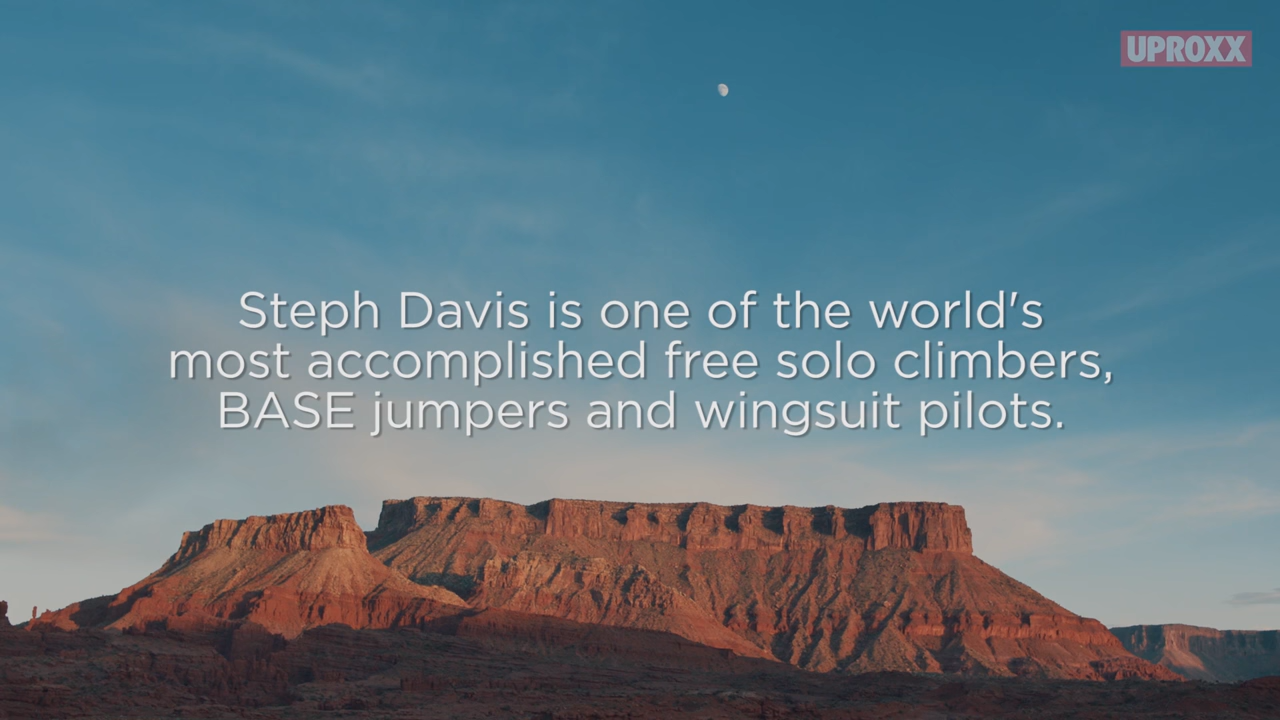 UPROXX
Steph Davis is one of the world's
most accomplished free solo climbers,
BASE jumpers and wingsuit pilots.